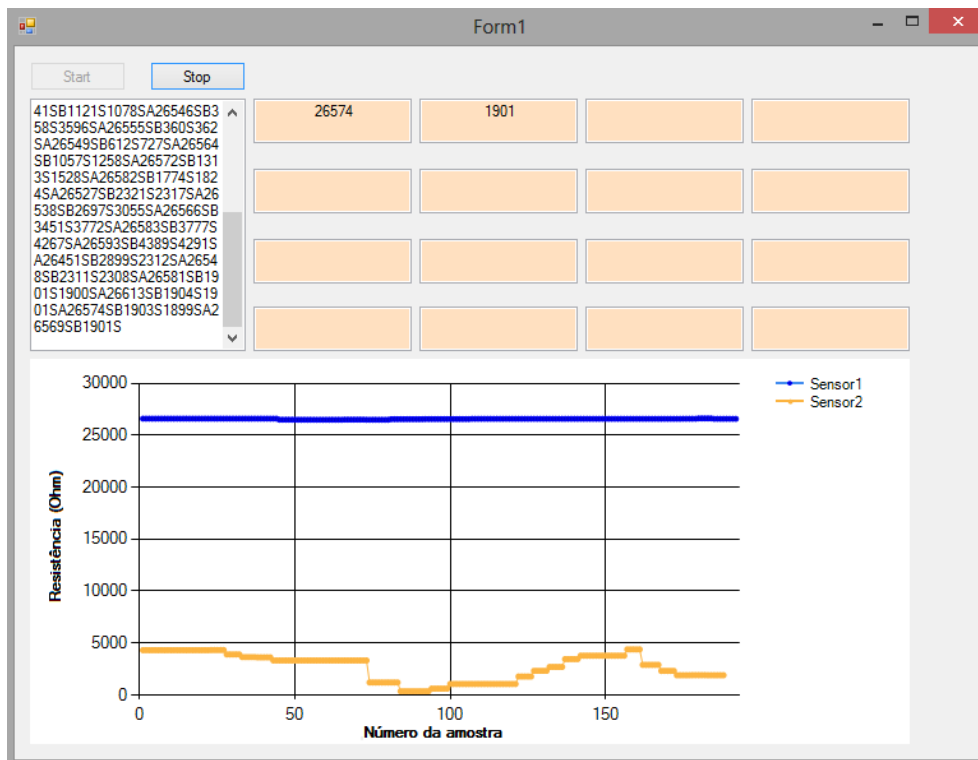 Form1
Start
Stop
41SB1121S1078SA26546SB3
58S3596SA26555SB360S362
SA26549SB612S727SA26564
SB1057S1258SA26572SB131
3S1528SA26582SB1774S182
4SA26527SB2321S2317SA26
538SB2697S3055SA26566SB
3451S3772SA26583SB3777S
4267SA26593SB4389S4291S
A26451SB2899S2312SA2654
8SB2311S2308SA26581SB19
01S1900SA26613SB1904S19
01SA26574SB1903S1899SA2
6569SB1901S
26574
1901
30000
25000
20000
15000
10000
5000
0
Resistência (Ohm)
0
50
100
150
Número da amostra
Sensor1
Sensor2